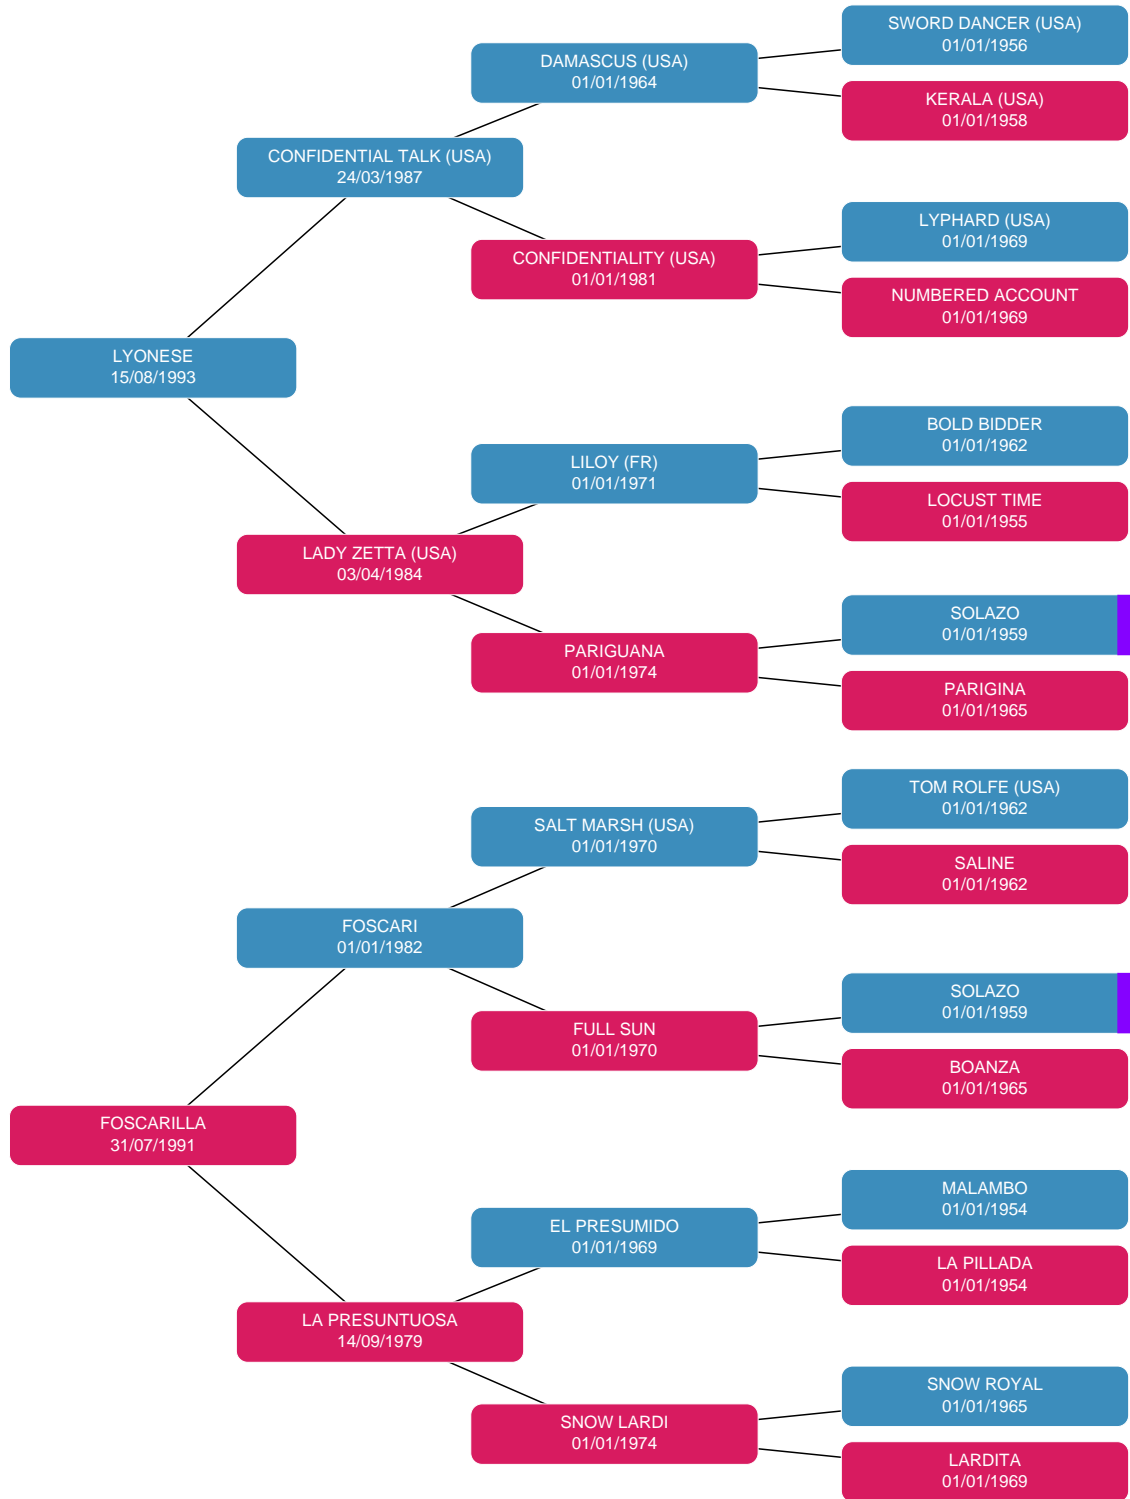 SWORD DANCER (USA)
01/01/1956
DAMASCUS (USA)
01/01/1964
KERALA (USA)
01/01/1958
CONFIDENTIAL TALK (USA)
24/03/1987
LYPHARD (USA)
01/01/1969
CONFIDENTIALITY (USA)
01/01/1981
NUMBERED ACCOUNT
01/01/1969
LYONESE
15/08/1993
BOLD BIDDER
01/01/1962
LILOY (FR)
01/01/1971
LOCUST TIME
01/01/1955
LADY ZETTA (USA)
03/04/1984
SOLAZO
01/01/1959
PARIGUANA
01/01/1974
PARIGINA
01/01/1965
TOM ROLFE (USA)
01/01/1962
SALT MARSH (USA)
01/01/1970
SALINE
01/01/1962
FOSCARI
01/01/1982
SOLAZO
01/01/1959
FULL SUN
01/01/1970
BOANZA
01/01/1965
FOSCARILLA
31/07/1991
MALAMBO
01/01/1954
EL PRESUMIDO
01/01/1969
LA PILLADA
01/01/1954
LA PRESUNTUOSA
14/09/1979
SNOW ROYAL
01/01/1965
SNOW LARDI
01/01/1974
LARDITA
01/01/1969